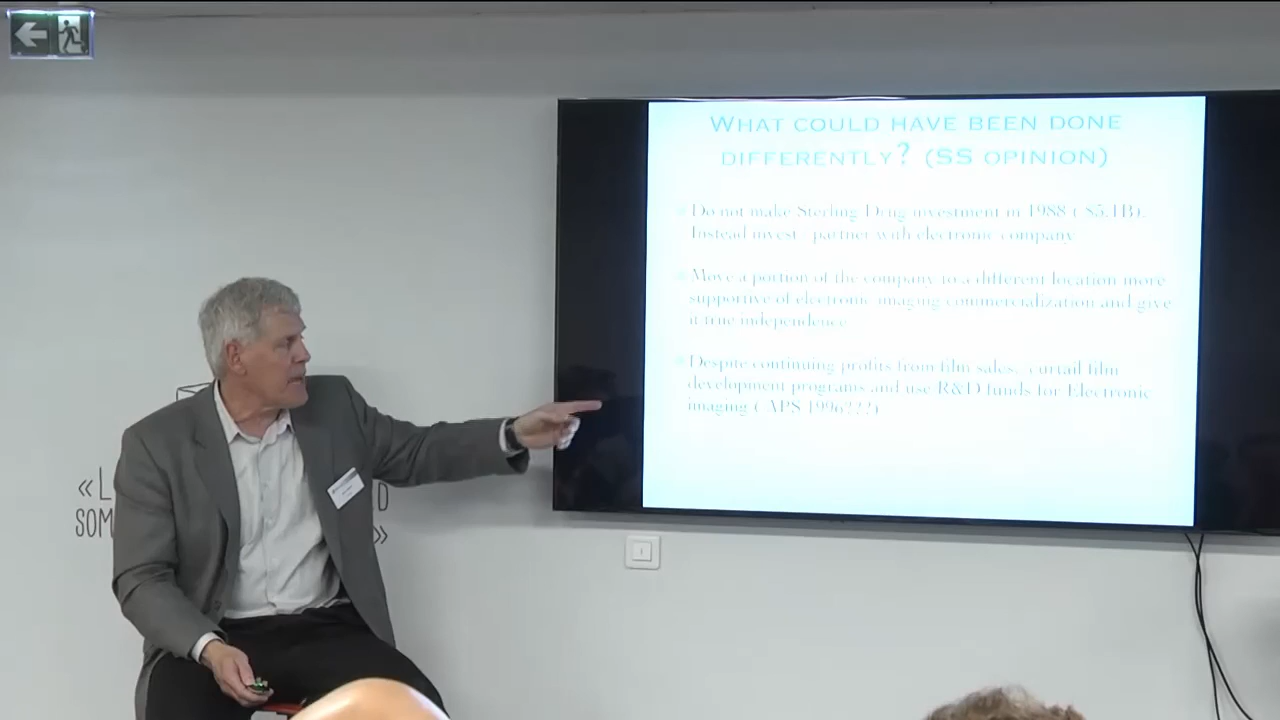 WHAT COULD HAVE BEEN DONE
DIFFERENTLY? (SS OPINION)
Do not make Sterling Drug investment in 1988 ( $5.1B).
Instead invest / partner with electronic company
Move a portion of the company to a different location more
supportive of electronic imaging commercialization and give
it true independence
Despite continuing profits from film sales, curtail film
development programs and use R&D funds for Electronic
imaging ( APS 1996???)
«L
D
SOM
»